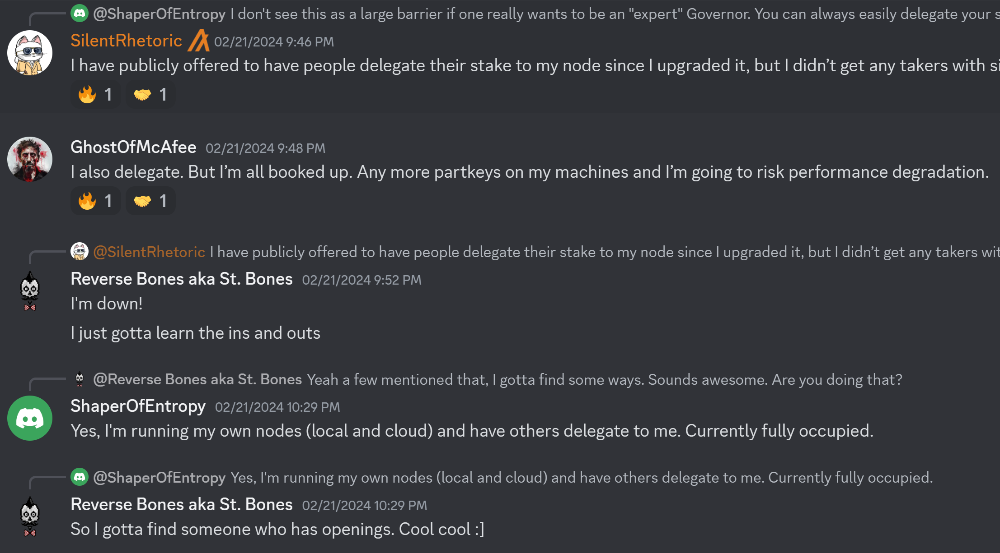 @ShaperOfEntropy I don't see this as a large barrier if one really wants to be an "expert" Governor. You can always easily delegate your
SilentRhetoric 02/21/2024 9:46 PM
I have publicly offered to have people delegate their stake to my node since I upgraded it, but I didn’t get any takers with
1 1
GhostOfMcAfee 02/21/2024 9:48 PM
I also delegate. But I’m all booked up. Any more partkeys on my machines and I’m going to risk performance degradation.
1 1
@SilentRhetoric I have publicly offered to have people delegate their stake to my node since I upgraded it, but I didn’t get any takers
Reverse Bones aka St. Bones 02/21/2024 9:52 PM
I'm down!
I just gotta learn the ins and outs
@Reverse Bones aka St. Bones Yeah a few mentioned that, I gotta find some ways. Sounds awesome. Are you doing that?
ShaperOfEntropy 02/21/2024 10:29 PM
Yes, I'm running my own nodes (local and cloud) and have others delegate to me. Currently fully occupied.
@ShaperOfEntropy Yes, I'm running my own nodes (local and cloud) and have others delegate to me. Currently fully occupied.
Reverse Bones aka St. Bones 02/21/2024 10:29 PM
So I gotta find someone who has openings. Cool cool :]